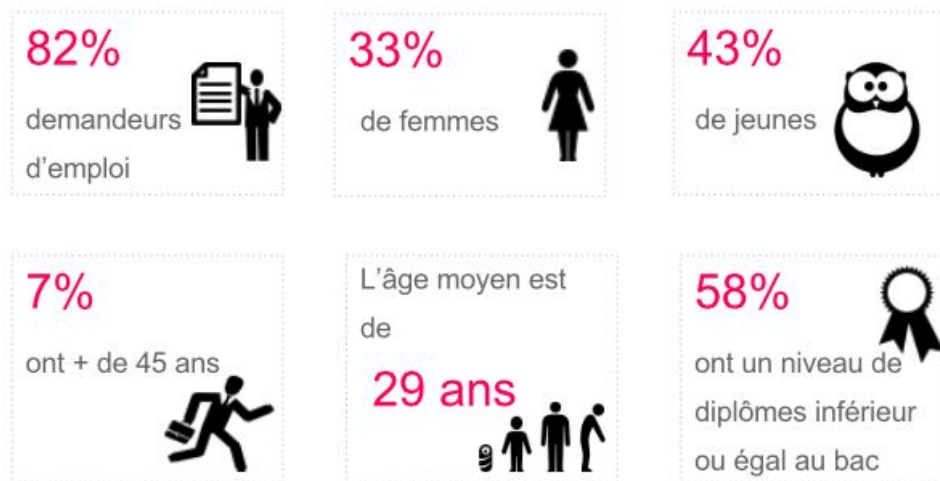 82%
demandeurs
d'emploi
33%
de femmes
43%
de jeunes
7%
ont + de 45 ans
L'âge moyen est
de
29 ans
58%
ont un niveau de
diplômes inférieur
ou égal au bac